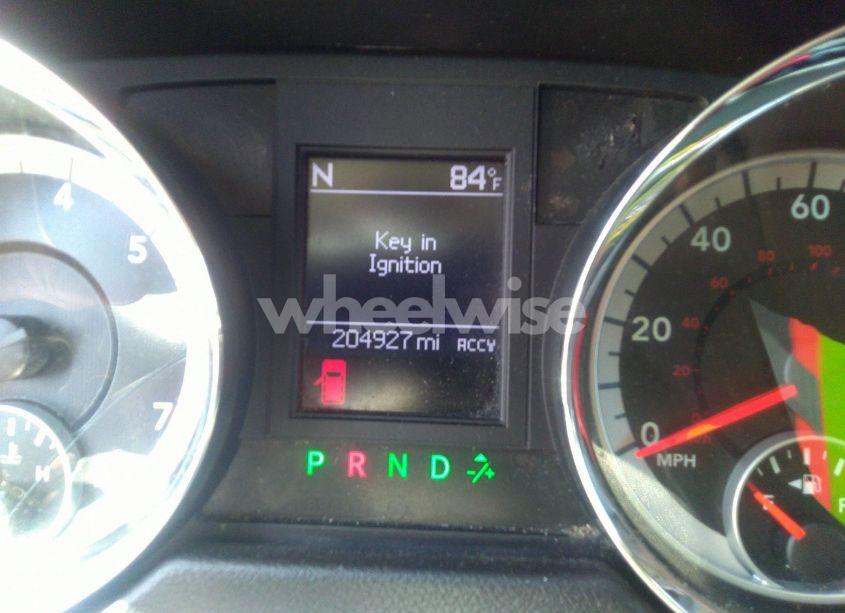 N 84°F
Key in
Ignition
wheelwise
204927 mi ACCY
P R N D -/+
4
5
7
H
0
20
40
60
MPH
20
40
60
80
100
E